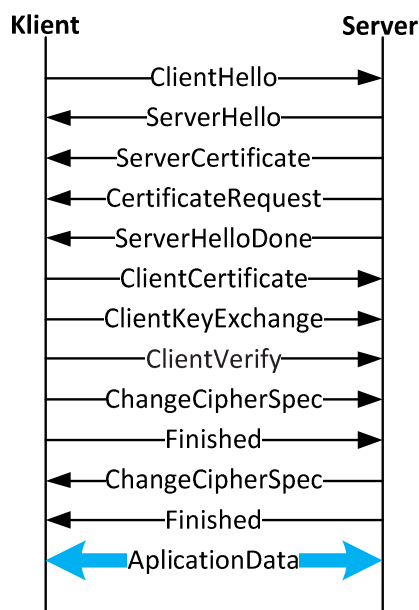 Klient Server
ClientHello
ServerHello
ServerCertificate
CertificateRequest
ServerHelloDone
ClientCertificate
ClientKeyExchange
ClientVerify
ChangeCipherSpec
Finished
ChangeCipherSpec
Finished
AplicationData